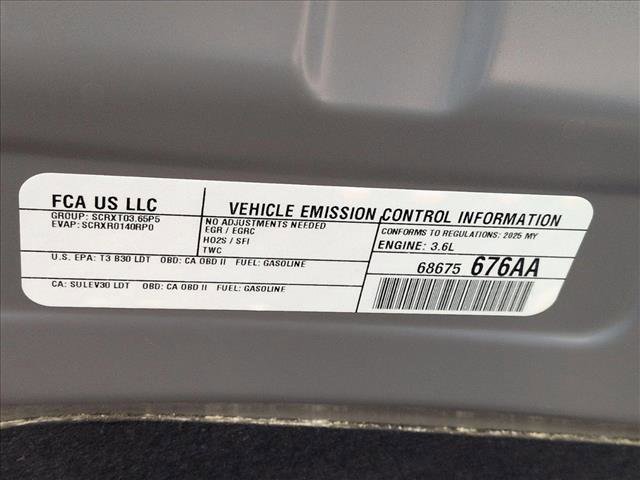 FCA US LLC
GROUP: SCRXT03.65P5
EVAP: SCRXR0140RP0
VEHICLE EMISSION CONTROL INFORMATION
NO ADJUSTMENTS NEEDED
EGR / EGRC
HO2S / SFI
TWC
CONFORMS TO REGULATIONS: 2025 MY
ENGINE: 3.6L
U.S. EPA: T3 B30 LDT OBD: CA OBD II FUEL: GASOLINE
CA: SULEV30 LDT OBD: CA OBD II FUEL: GASOLINE
68675 676AA